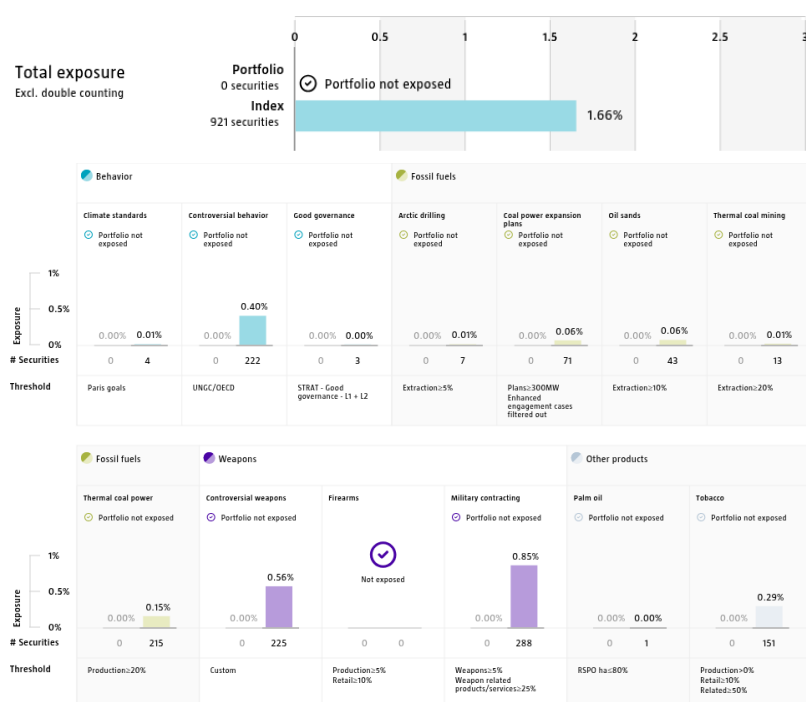 0 0.5 1 1.5 2 2.5 3
Total exposure
Excl. double counting
Portfolio
0 securities
Portfolio not exposed
Index
921 securities
1.66%
Behavior
Fossil fuels
Climate standards
Controversial behavior
Good governance
Arctic drilling
Coal power expansion
plans
Oil sands
Thermal coal mining
Portfolio not
exposed
Portfolio not
exposed
Portfolio not
exposed
Portfolio not
exposed
Portfolio not
exposed
Portfolio not
exposed
Portfolio not
exposed
Exposure
1%
0.5%
0%
0.00% 0.01%
0.00% 0.40%
0.00% 0.00%
0.00% 0.01%
0.00% 0.06%
0.00% 0.06%
0.00% 0.01%
# Securities 0 4 0 222 0 3 0 7 0 71 0 43 0 13
Threshold
Paris goals
UNGC/OECD
STRAT - Good
governance - L1 + L2
Extraction≥5%
Plans≥300MW
Enhanced
engagement cases
filtered out
Extraction≥10%
Extraction≥20%
Fossil fuels
Weapons
Other products
Thermal coal power
Controversial weapons
Firearms
Military contracting
Palm oil
Tobacco
Portfolio not exposed
Portfolio not exposed
Not exposed
Portfolio not exposed
Portfolio not exposed
Portfolio not exposed
Exposure
1%
0.5%
0%
0.00% 0.15%
0.00% 0.56%
0.00% 0.85%
0.00% 0.00%
0.00% 0.29%
# Securities 0 215 0 225 0 0 0 288 0 1 0 151
Threshold
Production≥20%
Custom
Production≥5%
Retail≥10%
Weapons≥5%
Weapon related
products/services≥25%
RSPO ha≤80%
Production>0%
Retail≥10%
Related≥50%